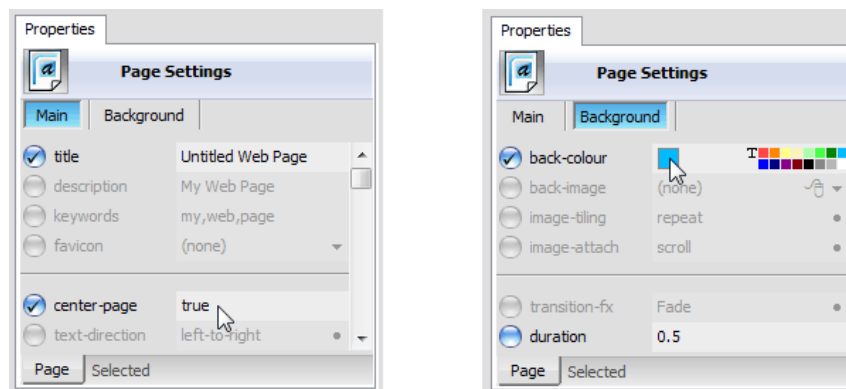 Properties
Page Settings
Main Background
title Untitled Web Page
description My Web Page
keywords my,web,page
favicon (none)
center-page true
text-direction left-to-right
Page Selected
Properties
Page Settings
Main Background
back-colour T
back-image (none)
image-tiling repeat
image-attach scroll
transition-fx Fade
duration 0.5
Page Selected